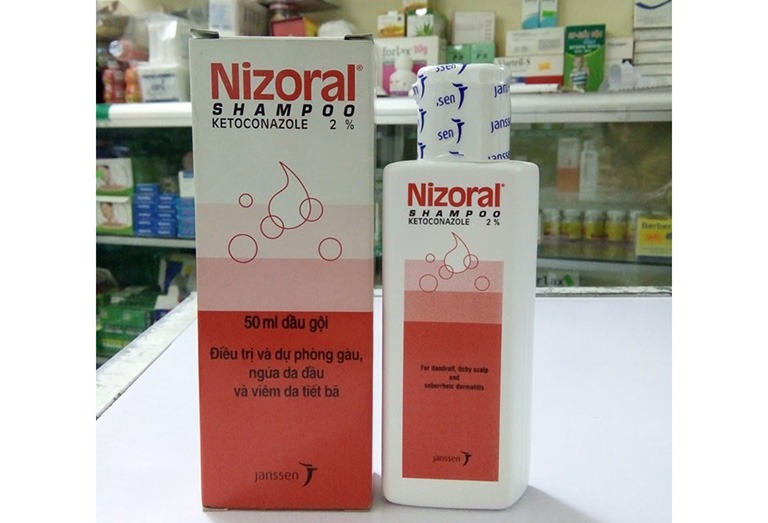 Nizoral®
SHAMPOO
KETOCONAZOLE 2 %
50 ml dầu gội
Điều trị và dự phòng gàu,
ngứa da đầu
và viêm da tiết bã
janssen
janssen
Nizoral®
SHAMPOO
KETOCONAZOLE 2 %
For dandruff, itchy scalp
and
seborrheic dermatitis
janssen